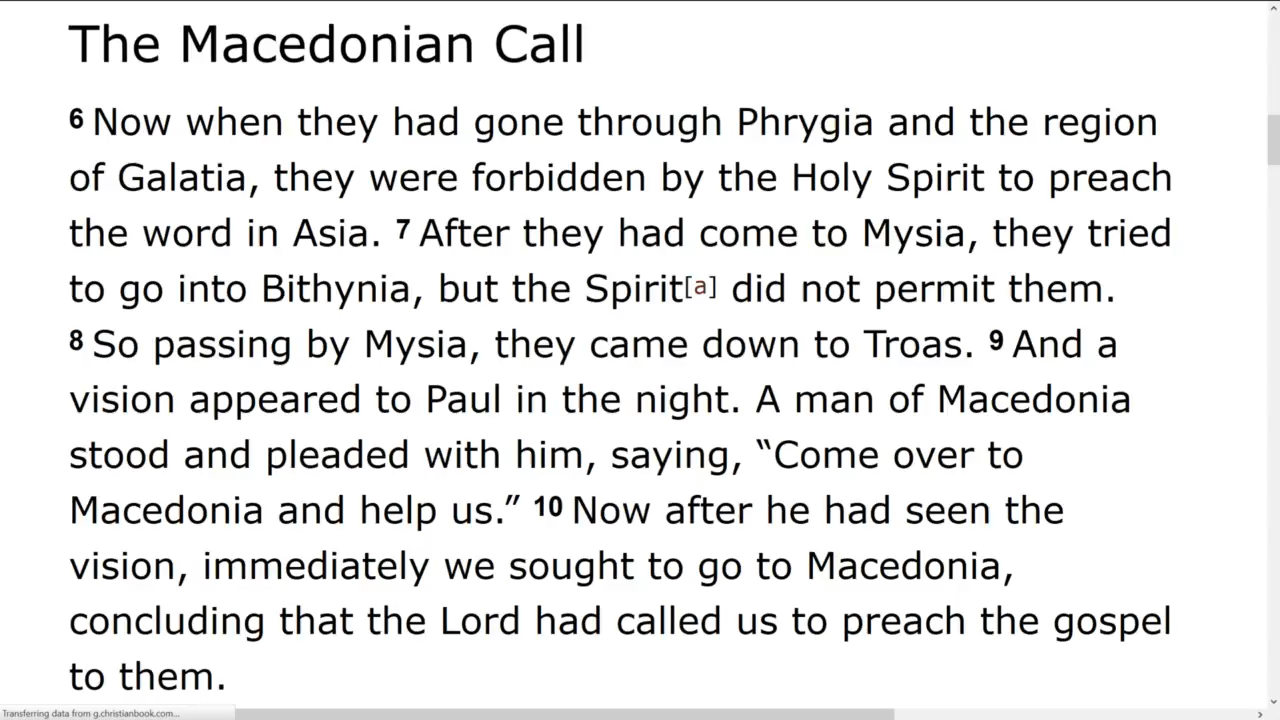 The Macedonian Call
6 Now when they had gone through Phrygia and the region
of Galatia, they were forbidden by the Holy Spirit to preach
the word in Asia. 7 After they had come to Mysia, they tried
to go into Bithynia, but the Spirit[a] did not permit them.
8 So passing by Mysia, they came down to Troas. 9 And a
vision appeared to Paul in the night. A man of Macedonia
stood and pleaded with him, saying, “Come over to
Macedonia and help us.” 10 Now after he had seen the
vision, immediately we sought to go to Macedonia,
concluding that the Lord had called us to preach the gospel
to them.
Transferring data from g.christianbook.com...